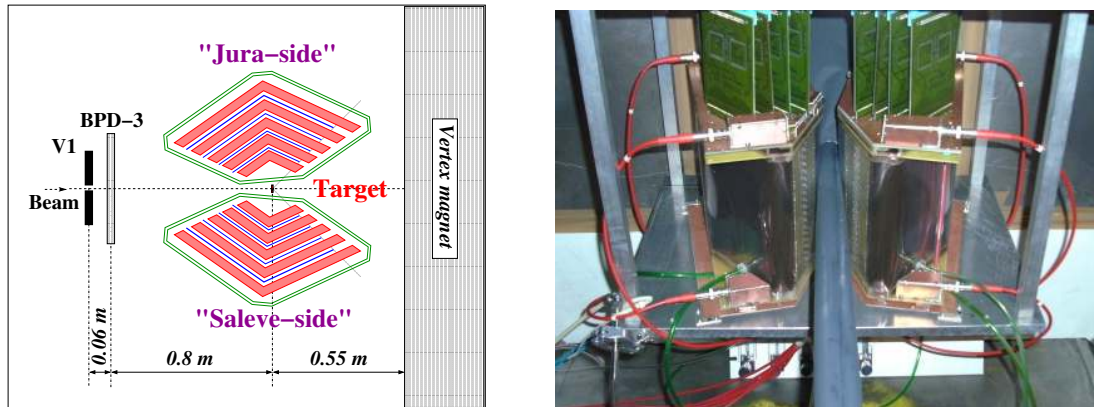 "Jura−side"
BPD−3
V1
Target
Beam
Vertex magnet
"Saleve−side"
0.06 m
0.8 m
0.55 m